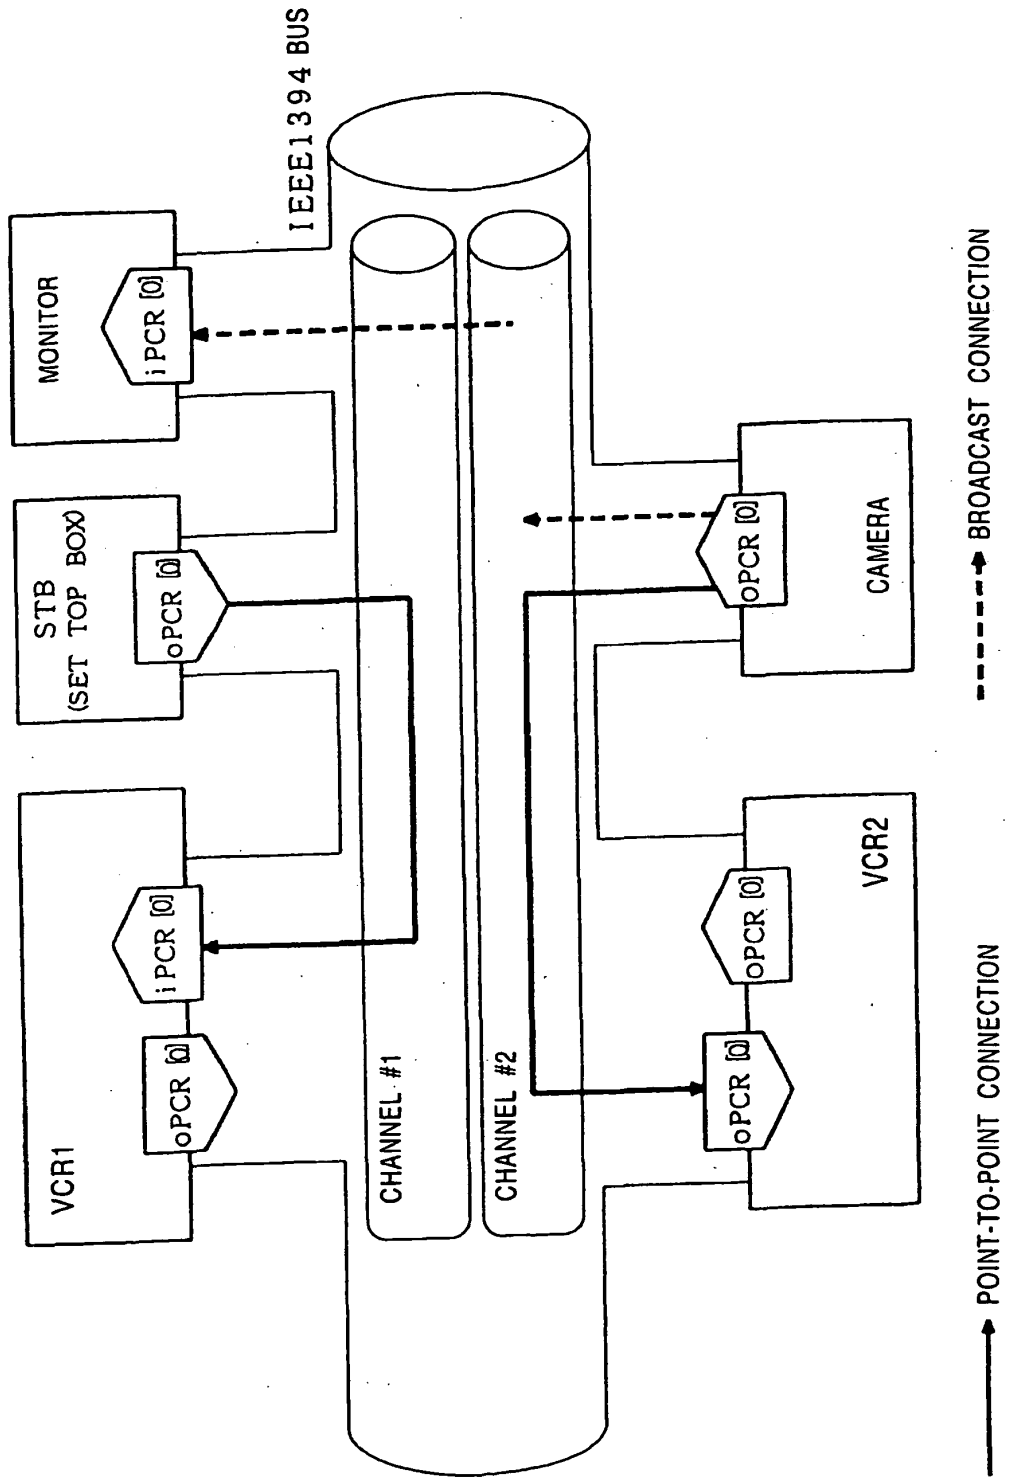 VCR1
oPCR [0]
iPCR [0]
STB
(SET TOP BOX)
oPCR [0]
MONITOR
iPCR [0]
IEEE1394 BUS
CHANNEL #1
CHANNEL #2
oPCR [0]
oPCR [0]
VCR2
oPCR [0]
CAMERA
POINT-TO-POINT CONNECTION
BROADCAST CONNECTION